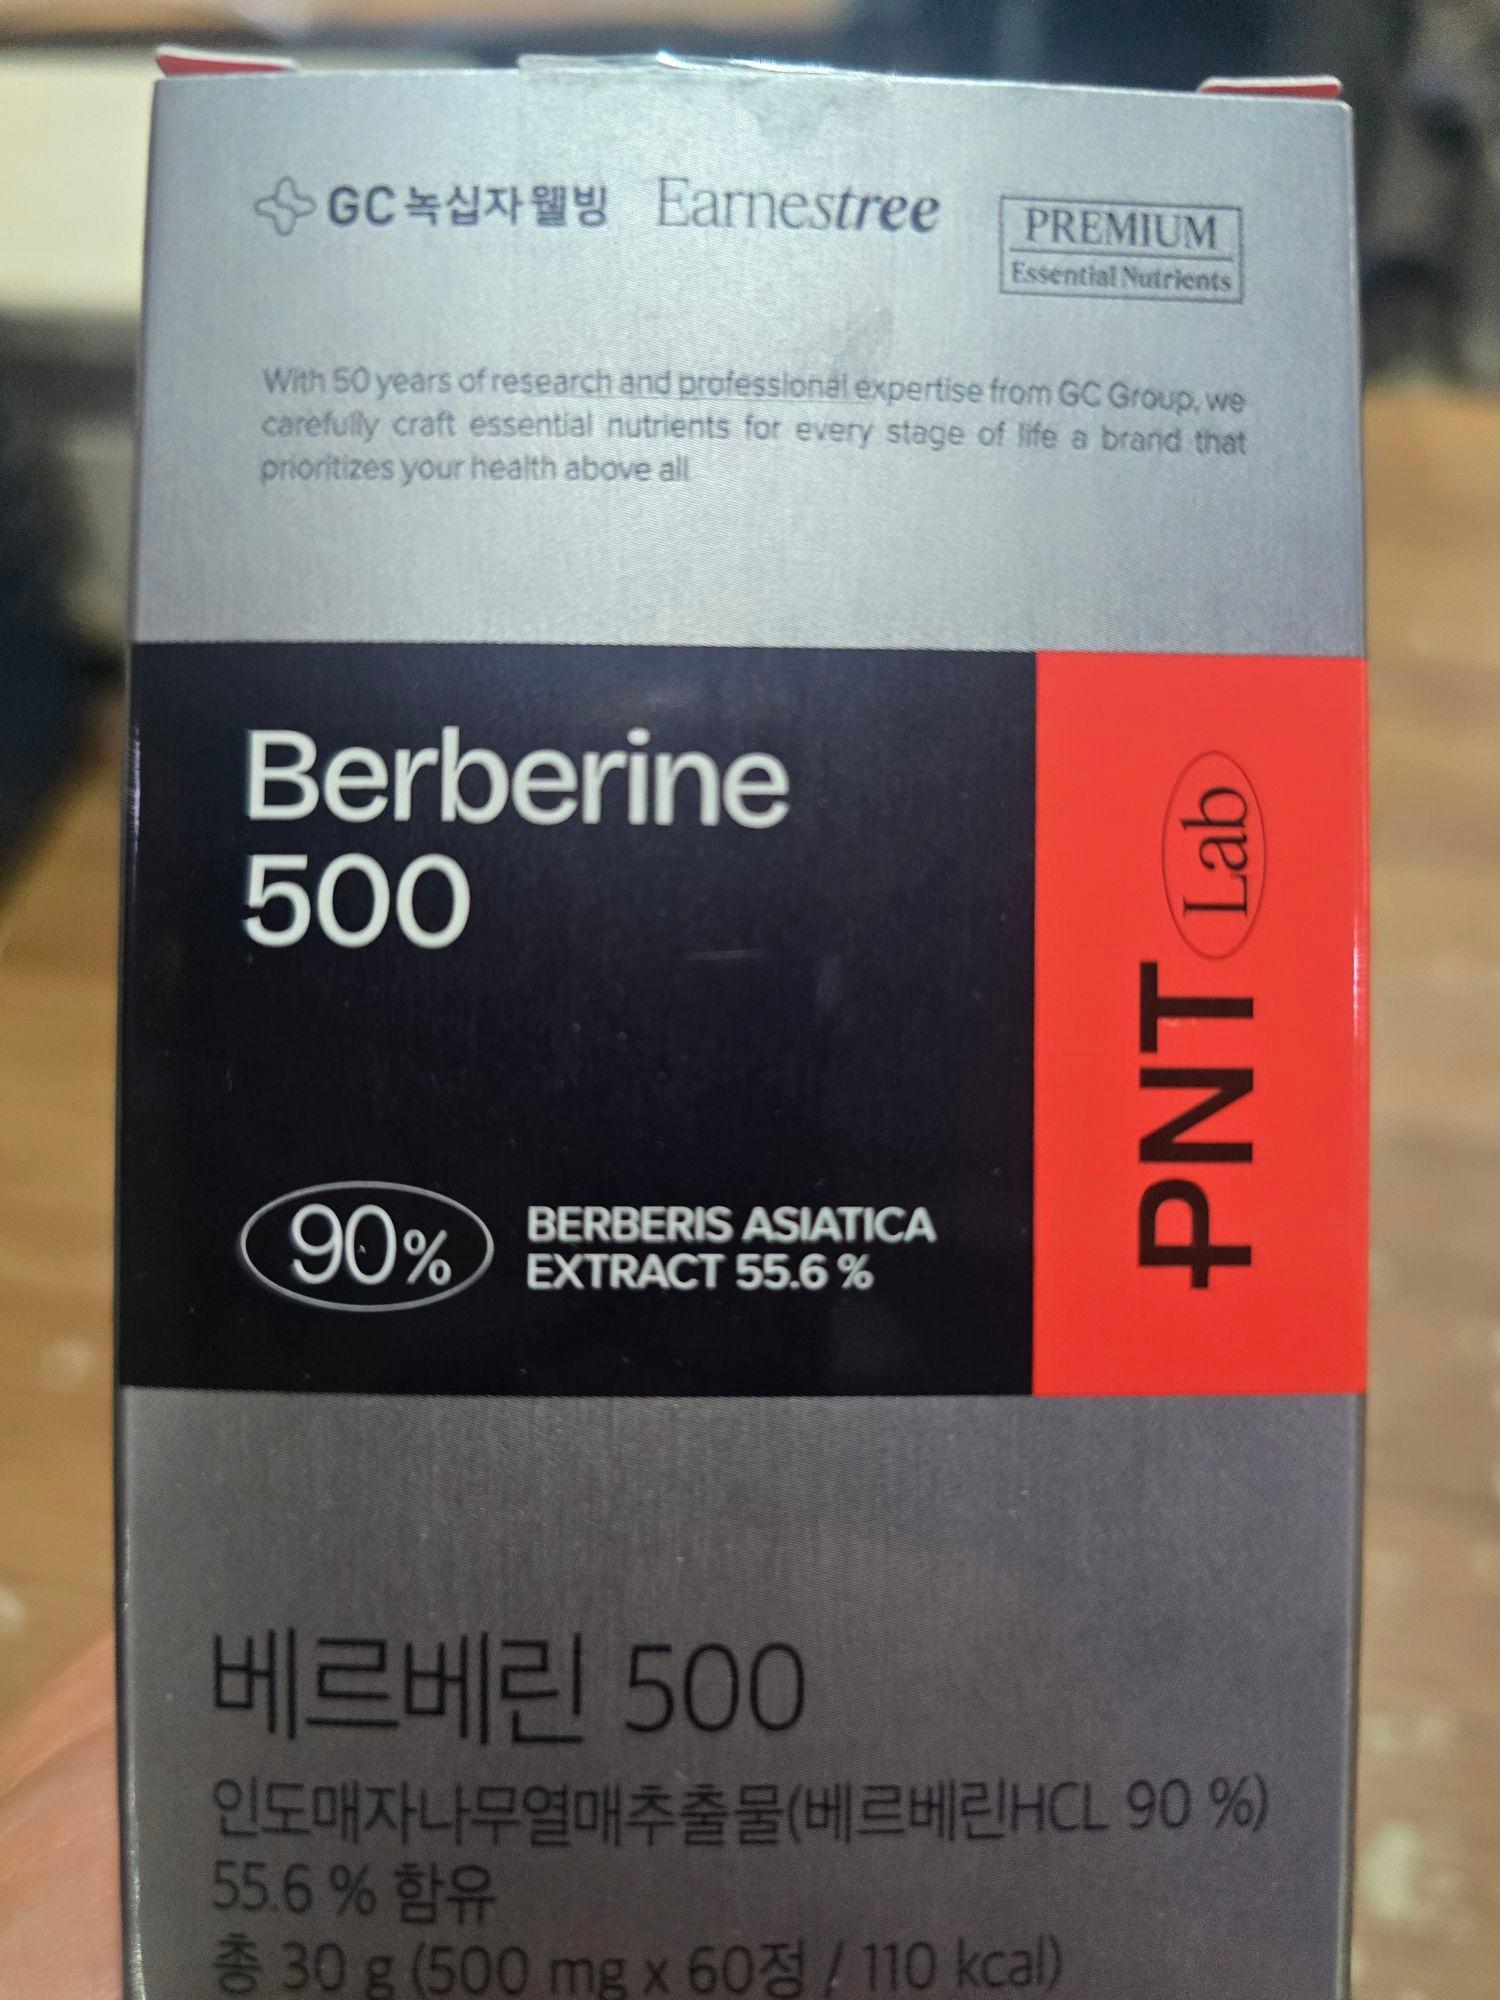 GC 녹십자 웰빙 Earnestree
PREMIUM
Essential Nutrients
With 50 years of research and professional expertise from GC Group, we
carefully craft essential nutrients for every stage of life a brand that
prioritizes your health above all
Berberine
500
90%
BERBERIS ASIATICA
EXTRACT 55.6 %
PNT Lab
베르베린 500
인도매자나무열매추출물(베르베린HCL 90 %)
55.6 % 함유
총 30 g (500 mg x 60정 / 110 kcal)